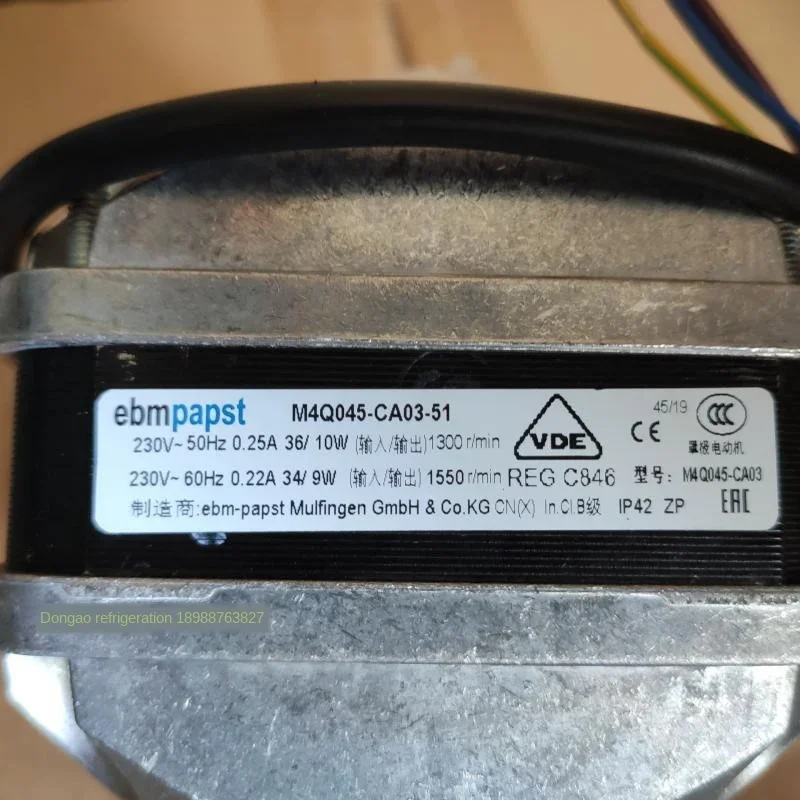 ebmpapst M4Q045-CA03-51 45/19 CCC
230V~ 50Hz 0.25A 36/ 10W (输入/输出) 1300 r/min VDE CE 罩极电动机
230V~ 60Hz 0.22A 34/ 9W (输入/输出) 1550 r/min REG C846 型号: M4Q045-CA03
制造商:ebm-papst Mulfingen GmbH & Co.KG CN(X) In.Cl.B级 IP42 ZP EAC
Dongao refrigeration 18988763827